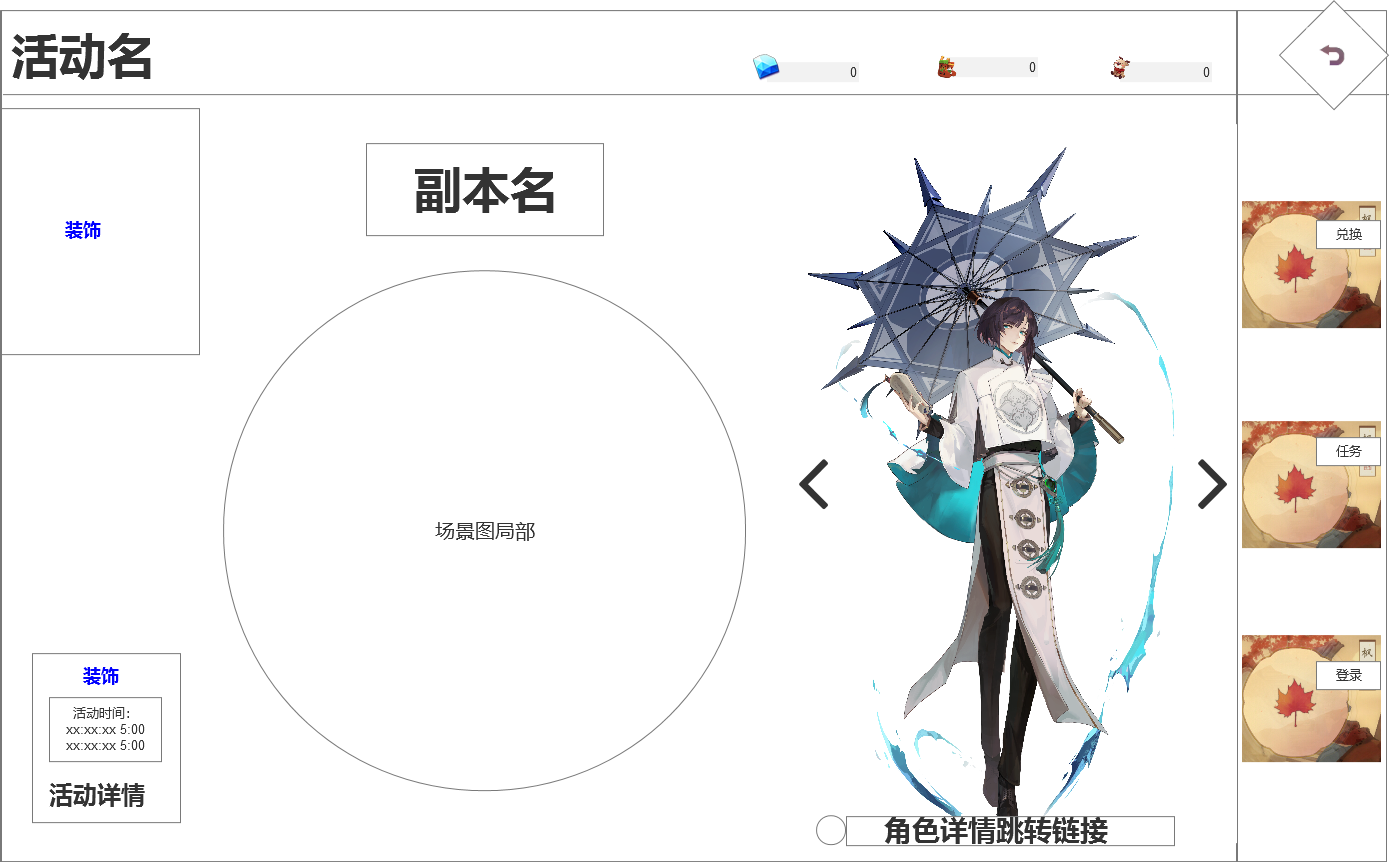 活动名
0
0
0
装饰
副本名
场景图局部
兑换
任务
登录
装饰
活动时间：
xx:xx:xx 5:00
xx:xx:xx 5:00
活动详情
角色详情跳转链接